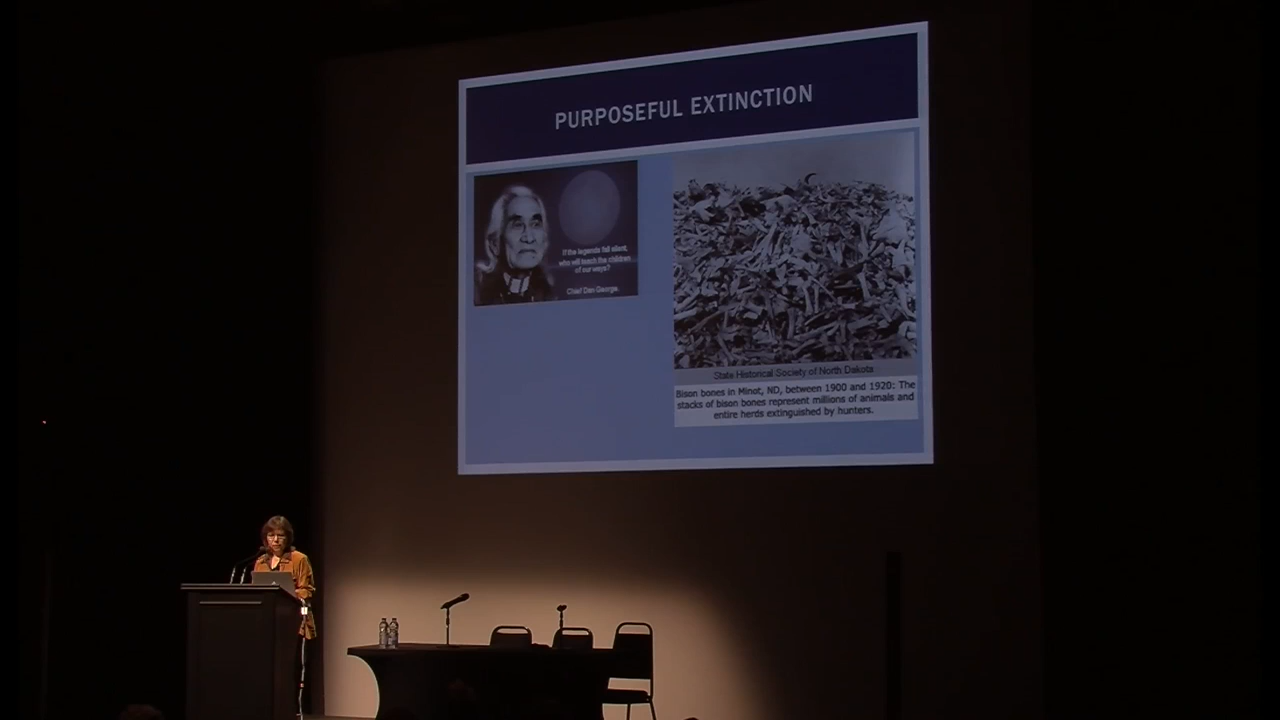 PURPOSEFUL EXTINCTION
If the legends fall silent,
who will teach the children
of our ways?
Chief Dan George.
State Historical Society of North Dakota
Bison bones in Minot, ND, between 1900 and 1920: The
stacks of bison bones represent millions of animals and
entire herds extinguished by hunters.